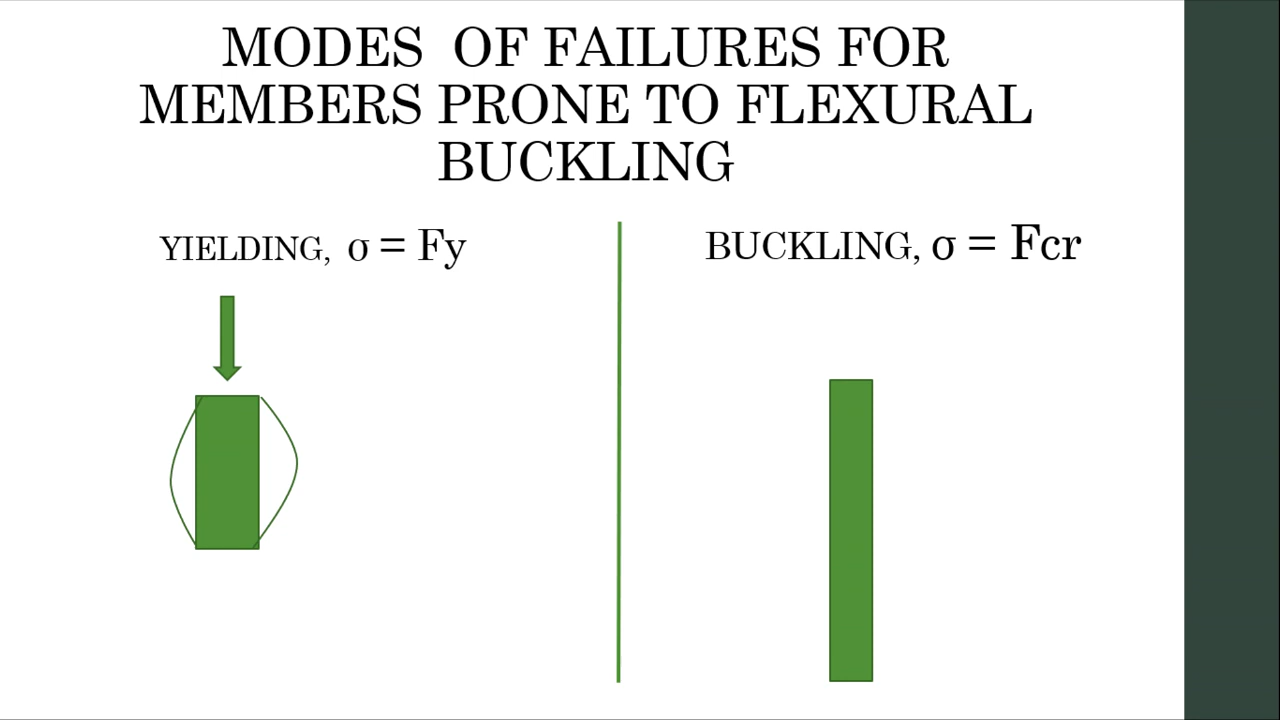 MODES OF FAILURES FOR
MEMBERS PRONE TO FLEXURAL
BUCKLING
YIELDING, σ = Fy
BUCKLING, σ = Fcr